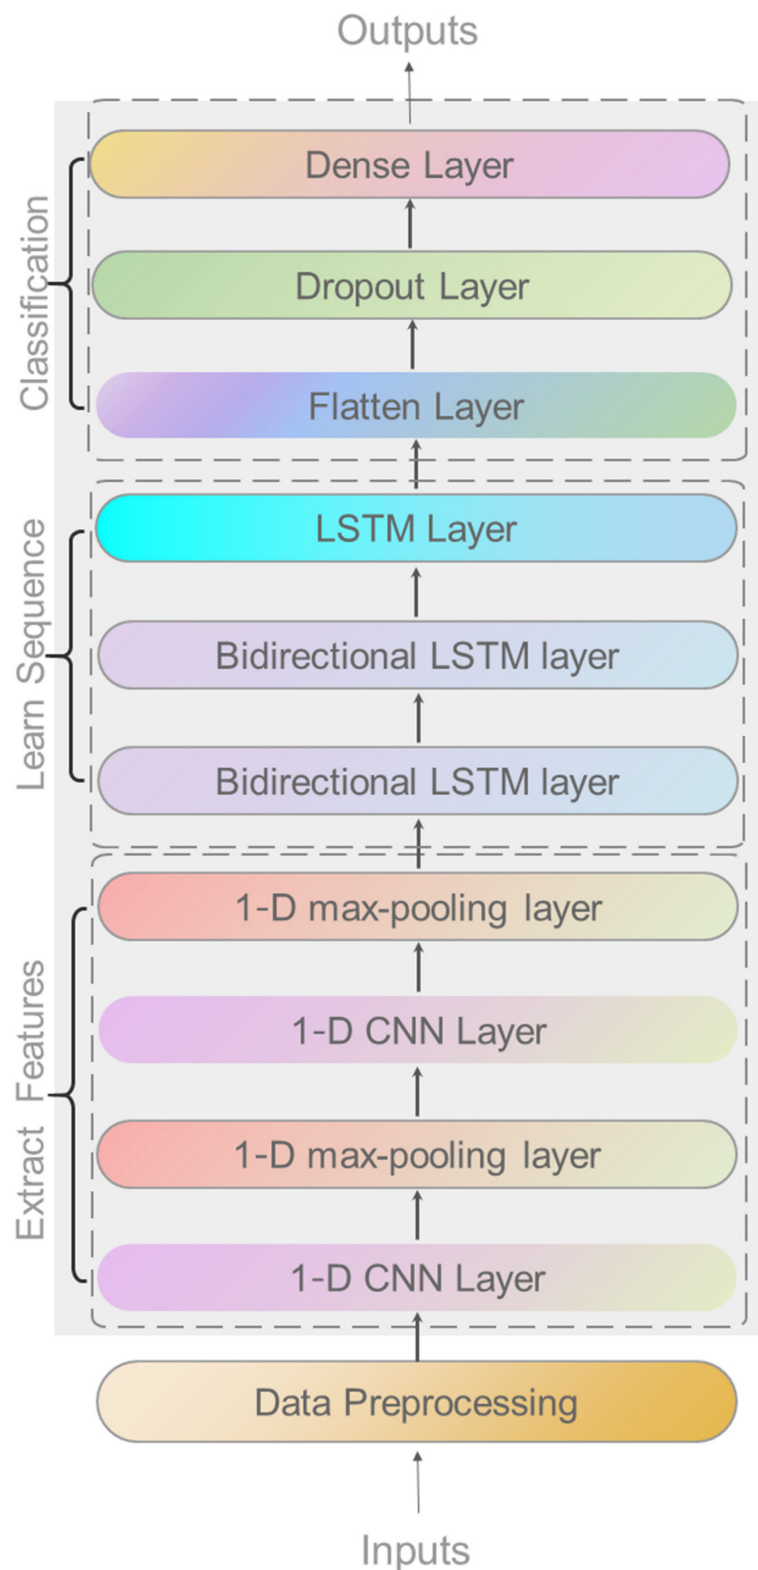 Outputs
Dense Layer
Dropout Layer
Flatten Layer
Classification
LSTM Layer
Bidirectional LSTM layer
Bidirectional LSTM layer
Learn Sequence
1-D max-pooling layer
1-D CNN Layer
1-D max-pooling layer
1-D CNN Layer
Extract Features
Data Preprocessing
Inputs